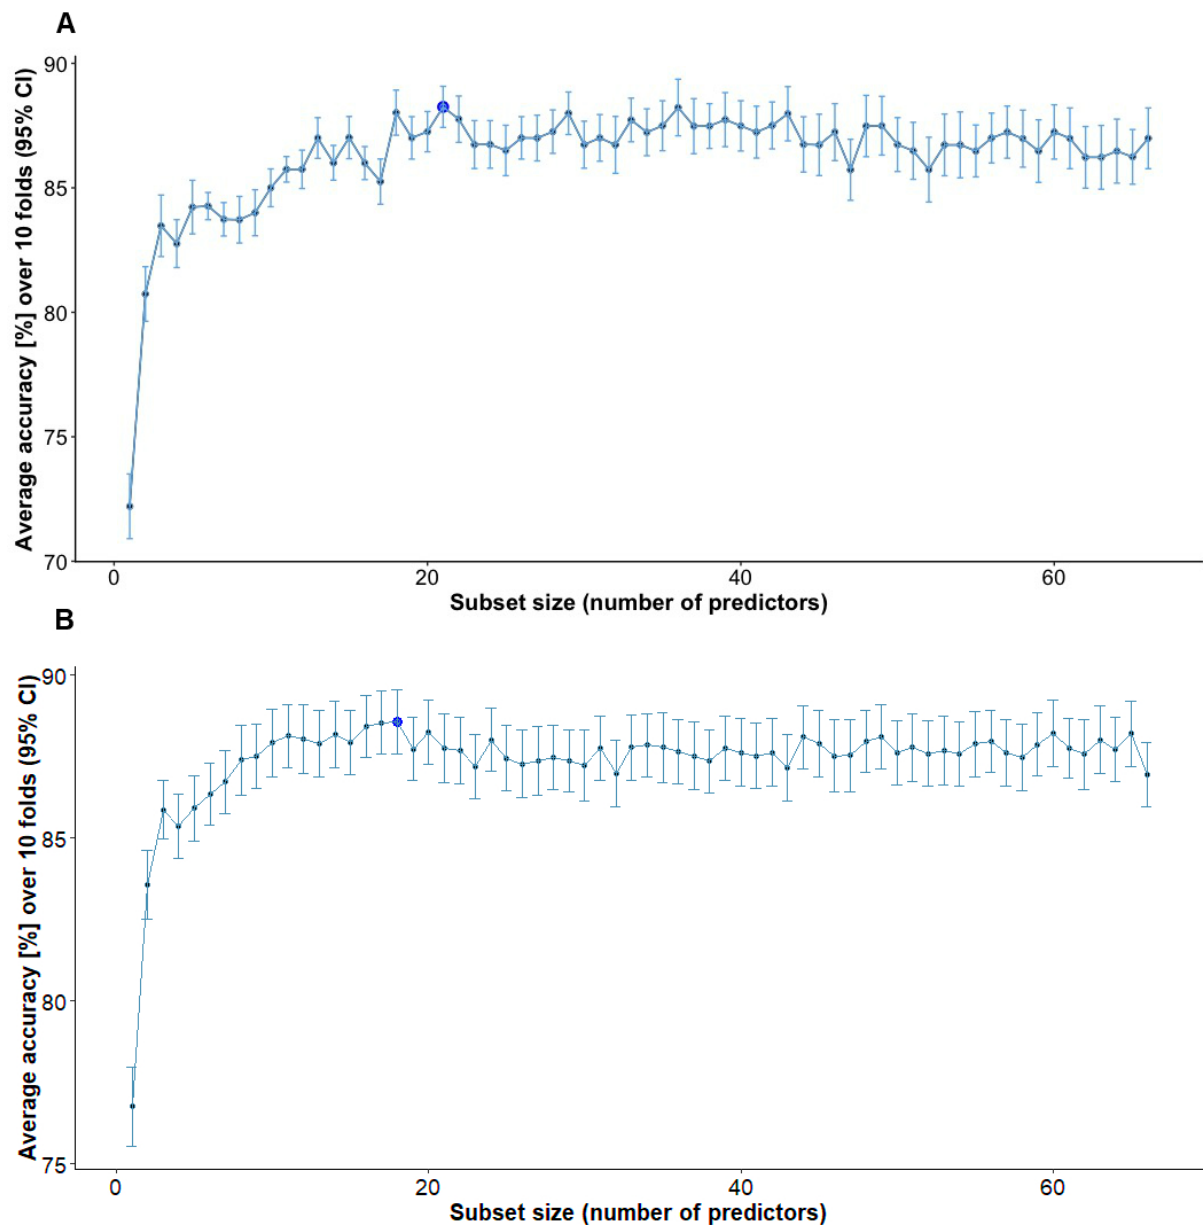 A
Average accuracy [%] over 10 folds (95% CI)
90
85
80
75
70
0 20 40 60
Subset size (number of predictors)
B
Average accuracy [%] over 10 folds (95% CI)
90
85
80
75
0 20 40 60
Subset size (number of predictors)